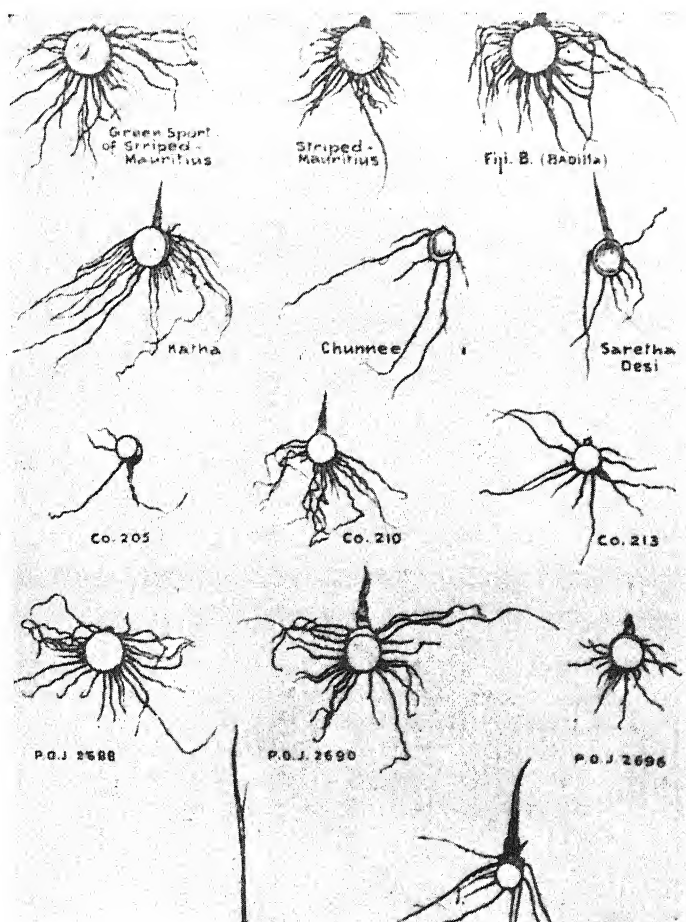 Green Sport
of Striped-
Mauritius
Striped-
Mauritius
Fiji. B. (Badilla)
Katha
Chunnee
Saretha
Desi
Co. 205
Co. 210
Co. 213
P.O.J. 2688
P.O.J. 2690
P.O.J. 2696